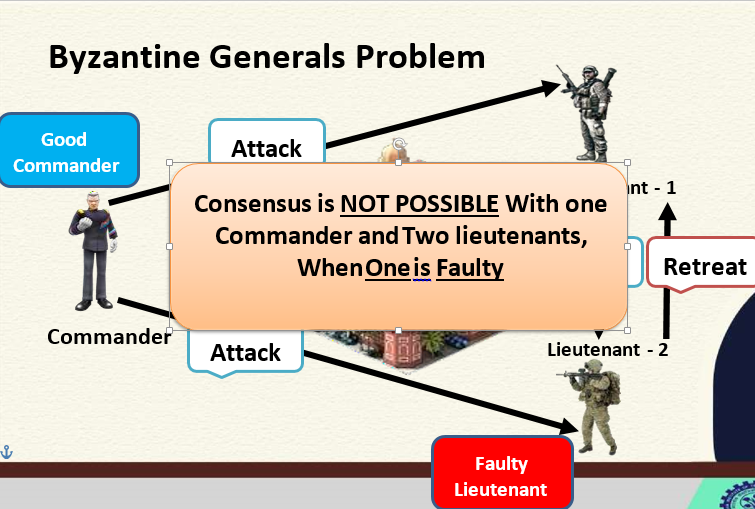 Byzantine Generals Problem
Good
Commander
Attack
Consensus is NOT POSSIBLE With one
Commander and Two lieutenants,
When One is Faulty
nt - 1
Retreat
Commander
Attack
Lieutenant - 2
Faulty
Lieutenant